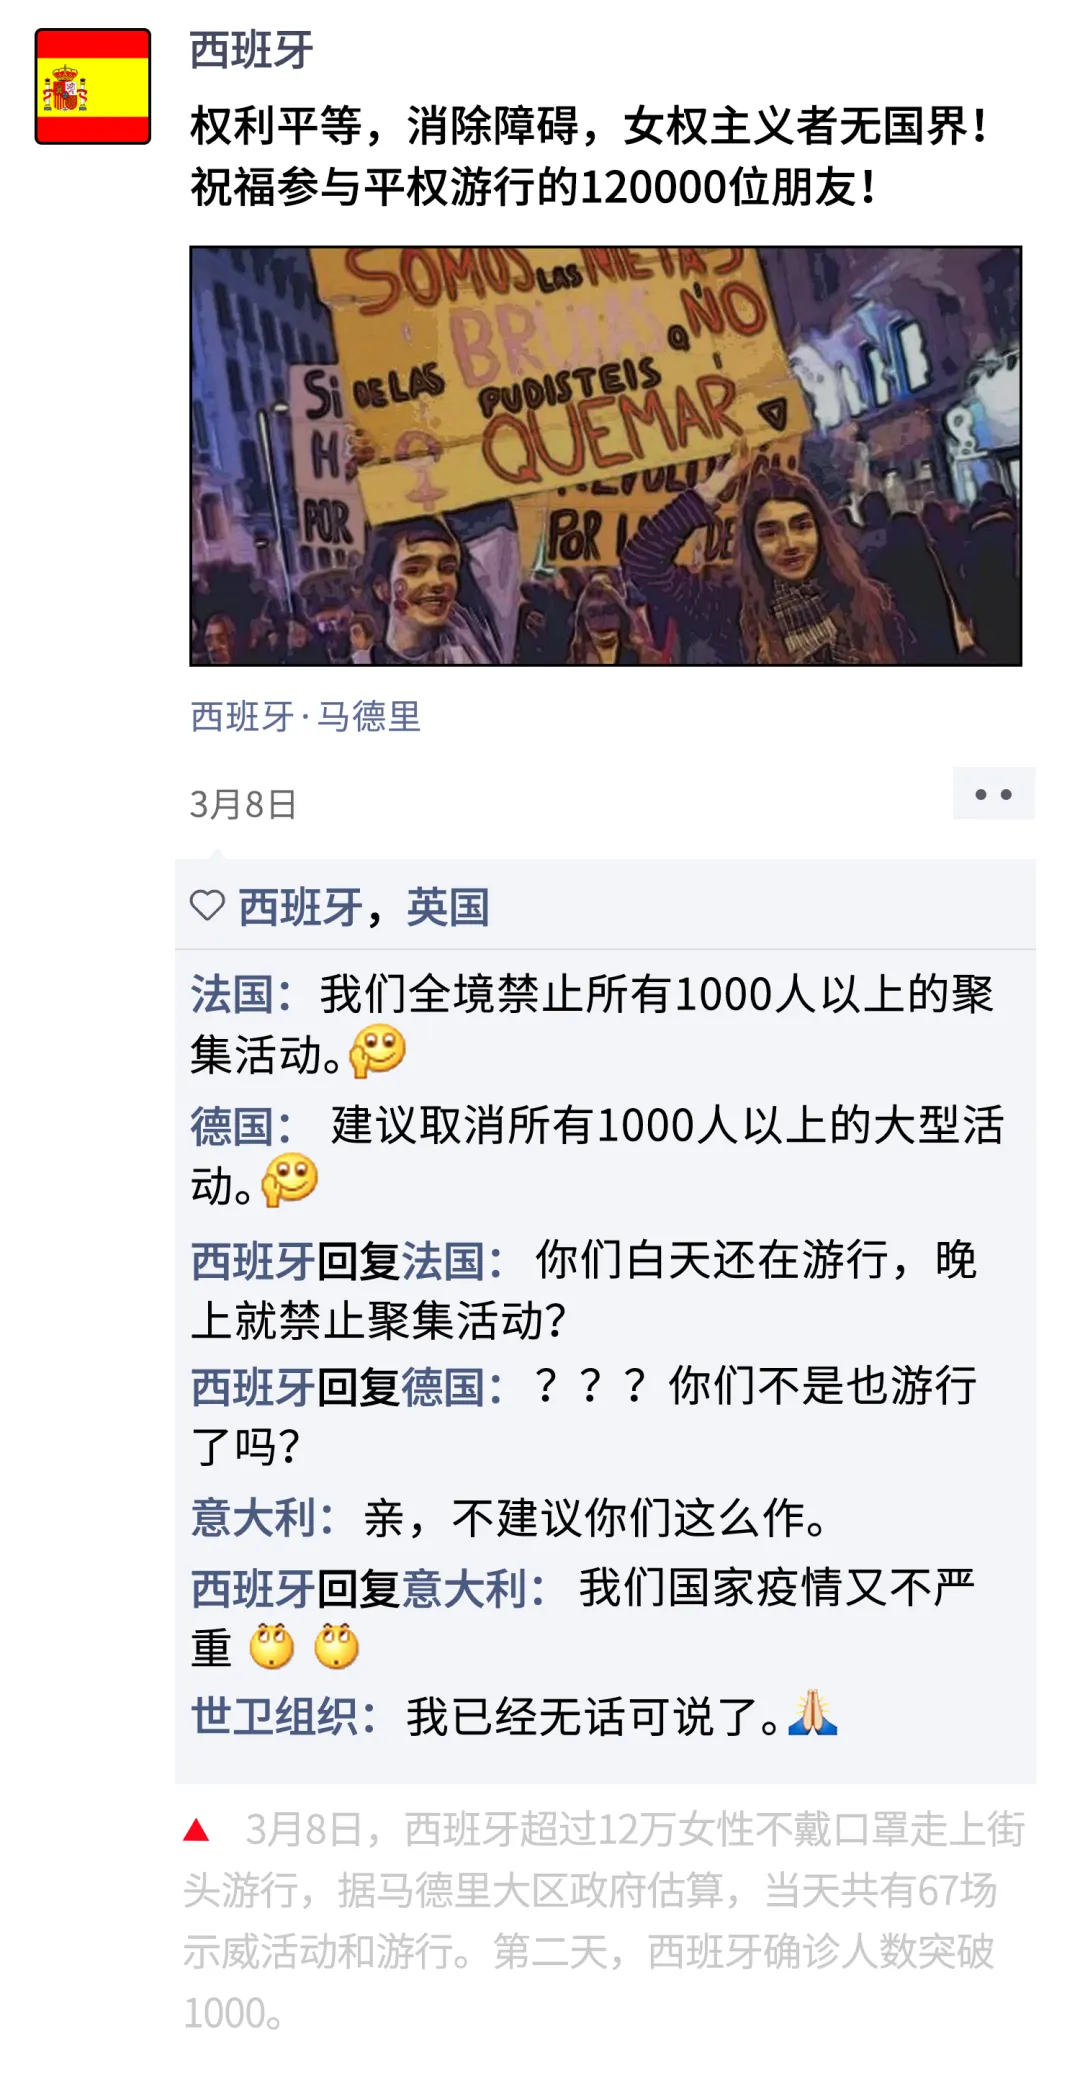 西班牙
权利平等，消除障碍，女权主义者无国界！
祝福参与平权游行的120000位朋友！
SOMOS LAS NIETAS
DE LAS BRUJAS Q NO
PUDISTEIS
QUEMAR
Si
H
POR
POR
DE
西班牙·马德里
3月8日
西班牙，英国
法国：我们全境禁止所有1000人以上的聚
集活动。
德国： 建议取消所有1000人以上的大型活
动。
西班牙回复法国： 你们白天还在游行，晚
上就禁止聚集活动？
西班牙回复德国：？？？你们不是也游行
了吗？
意大利： 亲，不建议你们这么作。
西班牙回复意大利： 我们国家疫情又不严
重
世卫组织： 我已经无话可说了。
▲ 3月8日，西班牙超过12万女性不戴口罩走上街
头游行，据马德里大区政府估算，当天共有67场
示威活动和游行。第二天，西班牙确诊人数突破
1000。